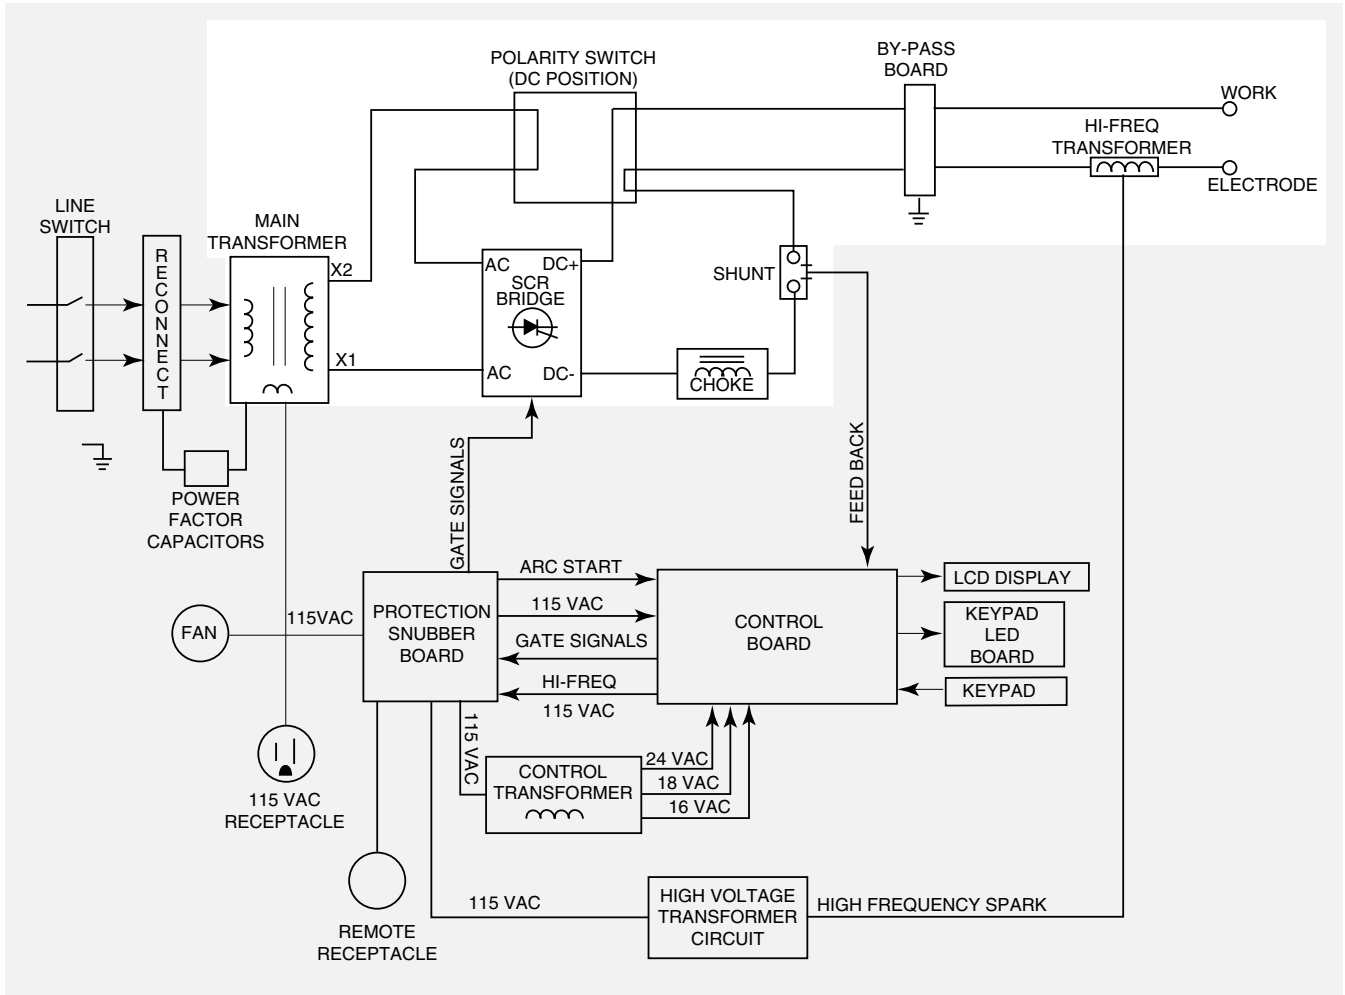 POLARITY SWITCH
(DC POSITION)
BY-PASS
BOARD
WORK
HI-FREQ
TRANSFORMER
ELECTRODE
LINE
SWITCH
MAIN
TRANSFORMER
RECONNECT
X2
X1
AC
DC+
SCR
BRIDGE
AC
DC-
SHUNT
CHOKE
POWER
FACTOR
CAPACITORS
GATE SIGNALS
FEED BACK
FAN
115VAC
PROTECTION
SNUBBER
BOARD
ARC START
115 VAC
GATE SIGNALS
HI-FREQ
115 VAC
CONTROL
BOARD
LCD DISPLAY
KEYPAD
LED
BOARD
KEYPAD
115 VAC
CONTROL
TRANSFORMER
24 VAC
18 VAC
16 VAC
115 VAC
RECEPTACLE
REMOTE
RECEPTACLE
115 VAC
HIGH VOLTAGE
TRANSFORMER
CIRCUIT
HIGH FREQUENCY SPARK